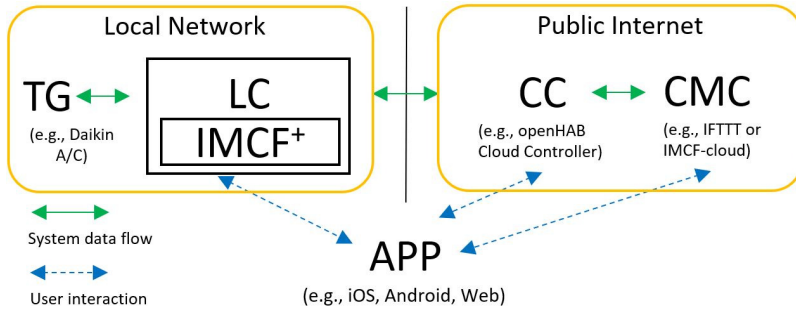 Local Network
Public Internet
TG
(e.g., Daikin
A/C)
LC
IMCF+
CC
(e.g., openHAB
Cloud Controller)
CMC
(e.g., IFTTT or
IMCF-cloud)
System data flow
User interaction
APP
(e.g., iOS, Android, Web)